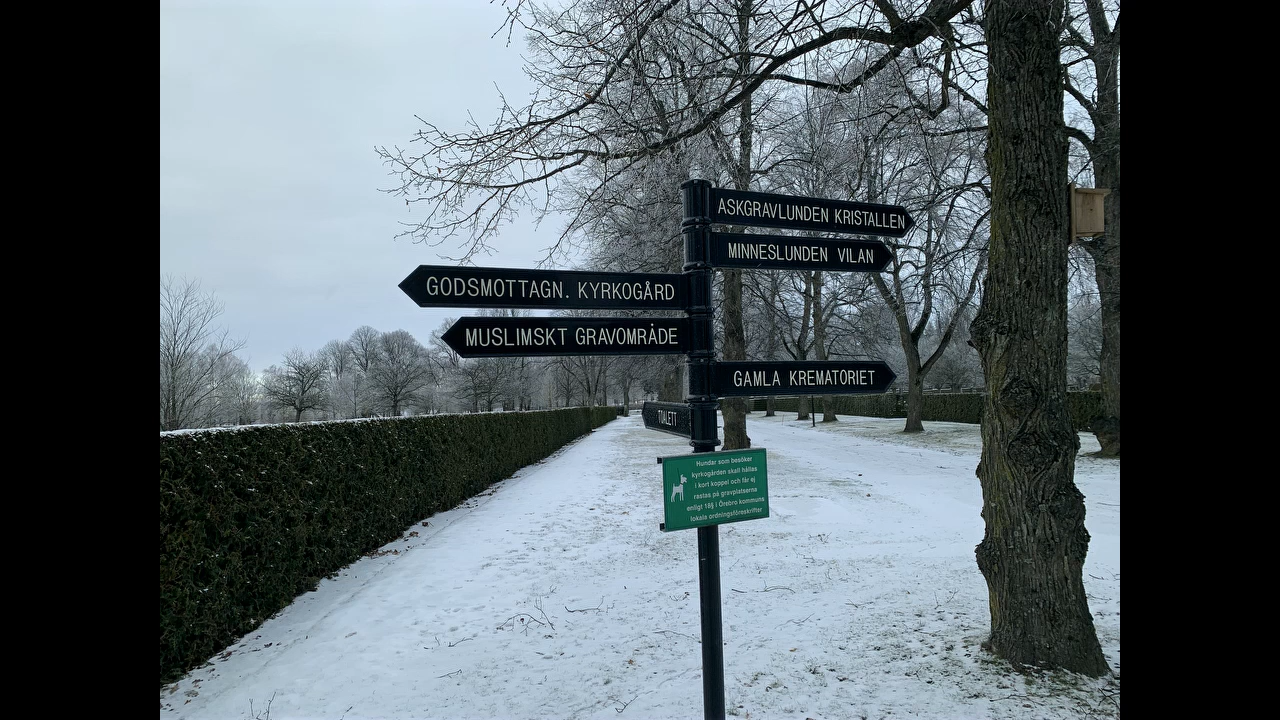 ASKGRAVLUNDEN KRISTALLEN
MINNESLUNDEN VILAN
GODSMOTTAGN. KYRKOGÅRD
MUSLIMSKT GRAVOMRÅDE
GAMLA KREMATORIET
TOALETT
Hundar som besöker
kyrkogården skall hållas
i kort koppel och får ej
rastas på gravplatserna
enligt 18§ i Örebro kommuns
lokala ordningsföreskrifter